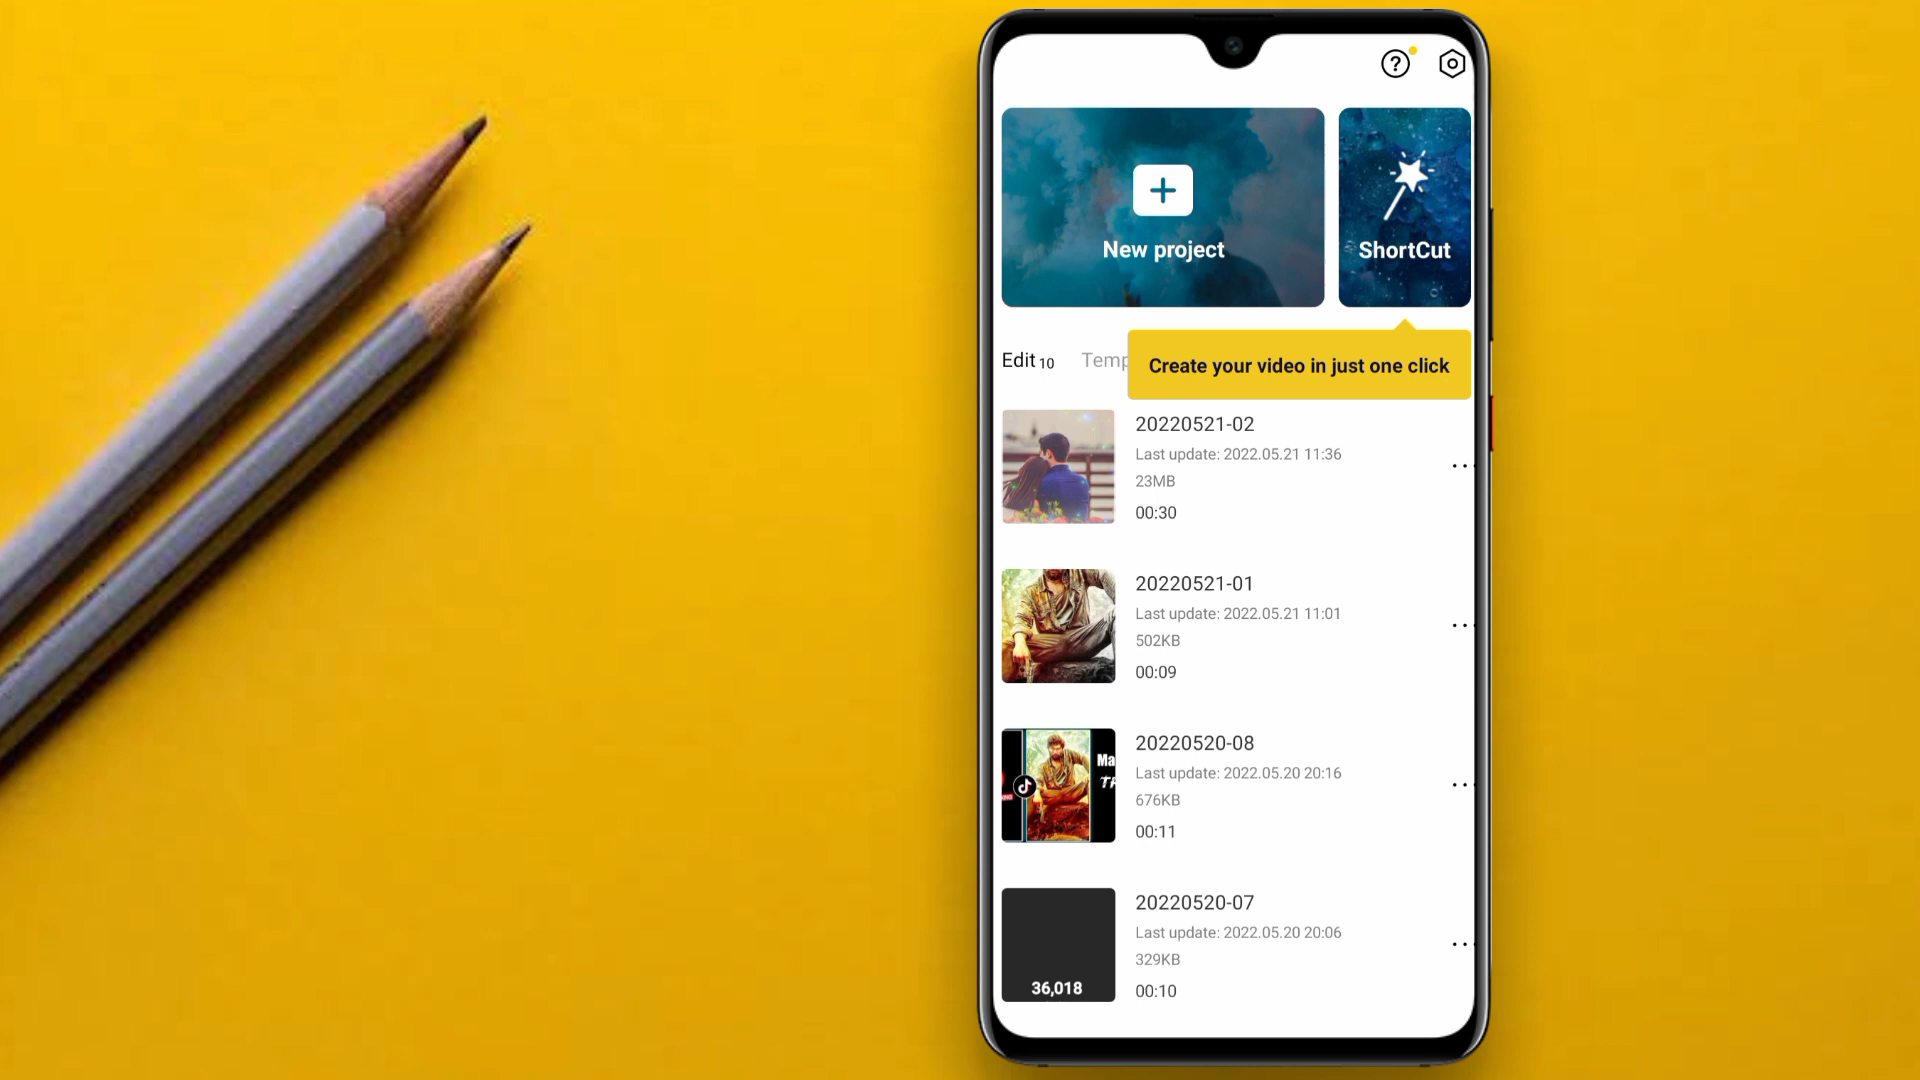 New project
ShortCut
Edit 10
Create your video in just one click
20220521-02
Last update: 2022.05.21 11:36
23MB
00:30
20220521-01
Last update: 2022.05.21 11:01
502KB
00:09
20220520-08
Last update: 2022.05.20 20:16
676KB
00:11
20220520-07
Last update: 2022.05.20 20:06
329KB
00:10
36,018